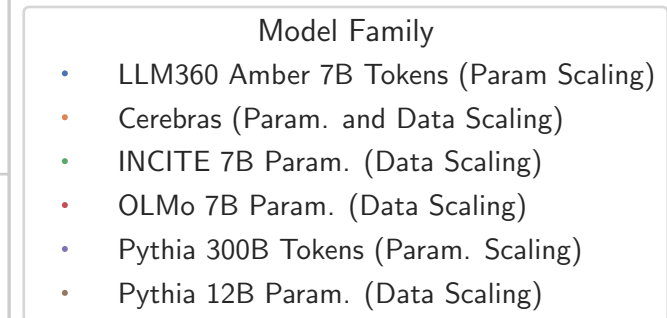 Model Family
LLM360 Amber 7B Tokens (Param Scaling)
Cerebras (Param. and Data Scaling)
INCITE 7B Param. (Data Scaling)
OLMo 7B Param. (Data Scaling)
Pythia 300B Tokens (Param. Scaling)
Pythia 12B Param. (Data Scaling)